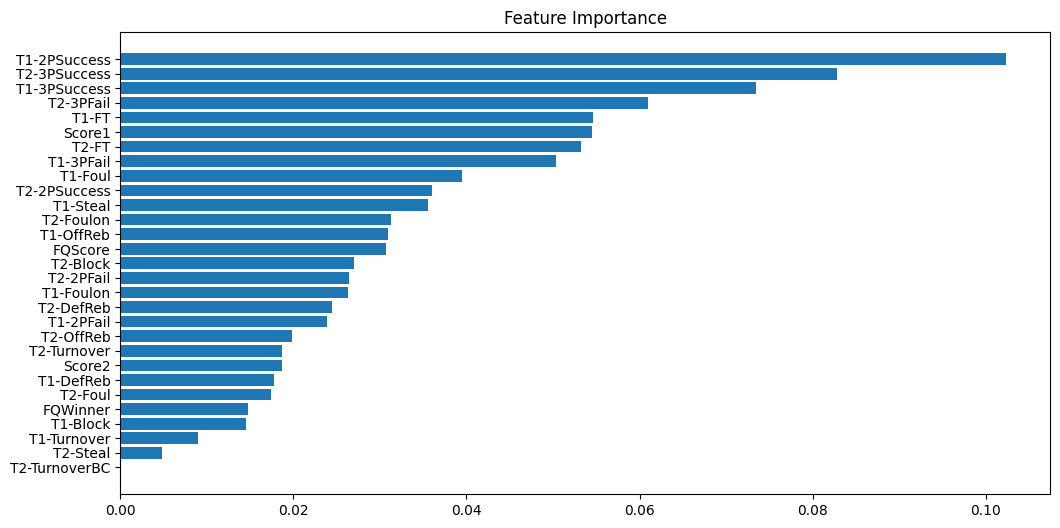 Feature Importance
T1-2PSuccess
T2-3PSuccess
T1-3PSuccess
T2-3PFail
T1-FT
Score1
T2-FT
T1-3PFail
T1-Foul
T2-2PSuccess
T1-Steal
T2-Foulon
T1-OffReb
FQScore
T2-Block
T2-2PFail
T1-Foulon
T2-DefReb
T1-2PFail
T2-OffReb
T2-Turnover
Score2
T1-DefReb
T2-Foul
FQWinner
T1-Block
T1-Turnover
T2-Steal
T2-TurnoverBC
0.00 0.02 0.04 0.06 0.08 0.10